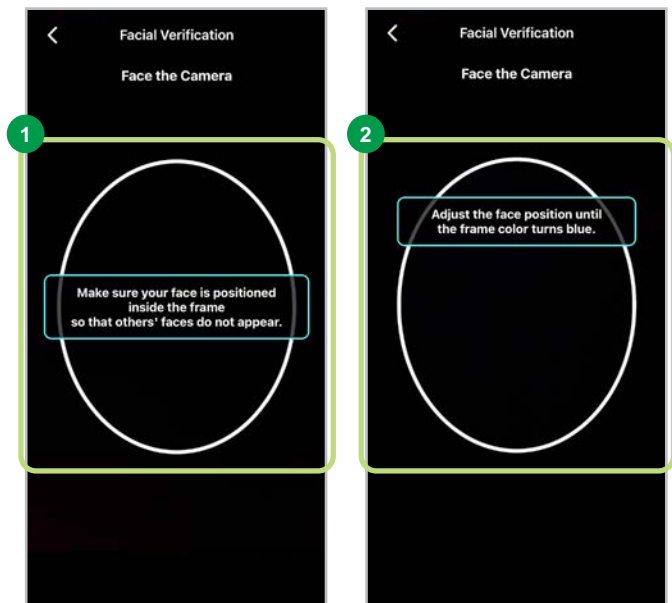 Facial Verification
Face the Camera
1
Make sure your face is positioned
inside the frame
so that others' faces do not appear.
Facial Verification
Face the Camera
2
Adjust the face position until
the frame color turns blue.